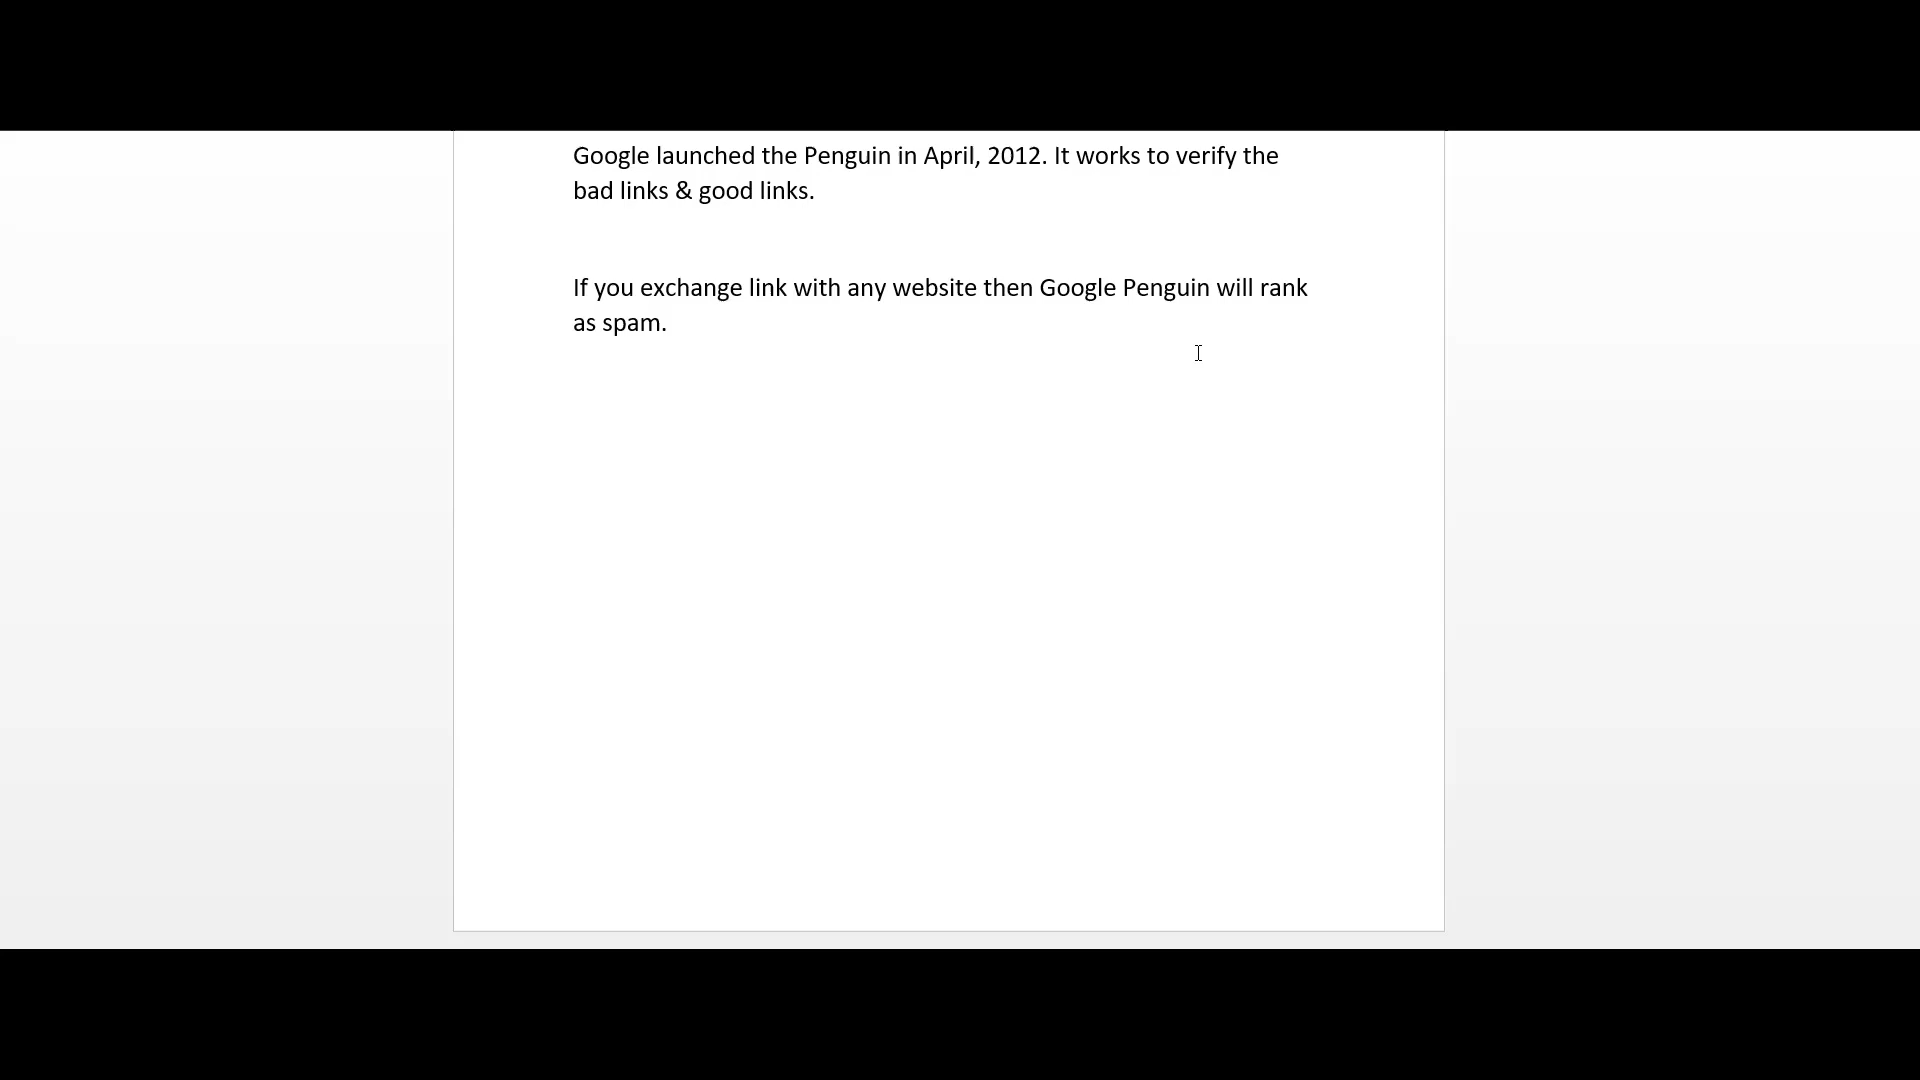 Google launched the Penguin in April, 2012. It works to verify the
bad links & good links.
If you exchange link with any website then Google Penguin will rank
as spam.